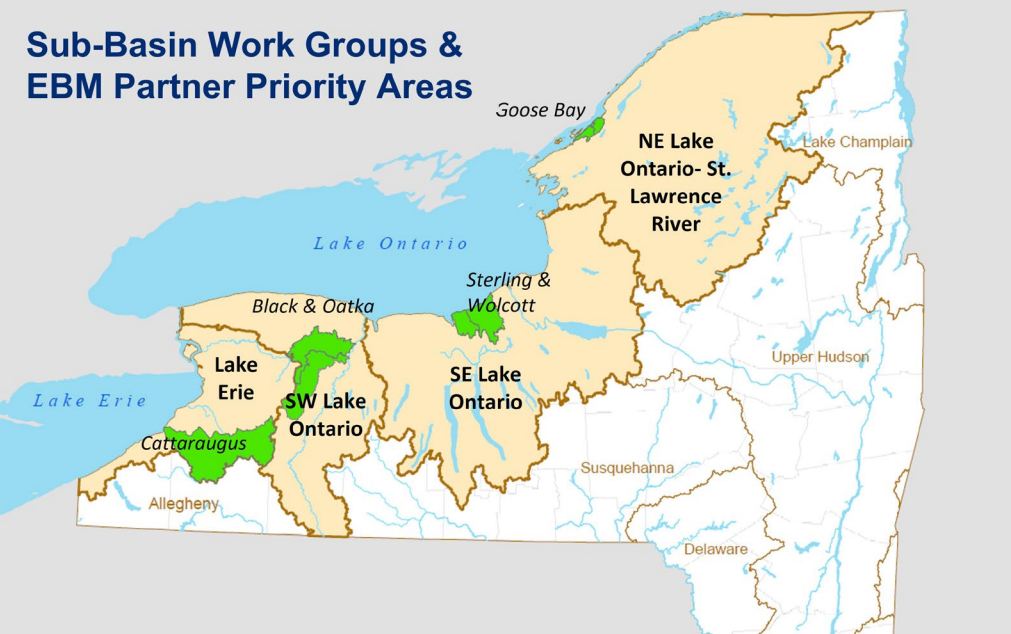 Sub-Basin Work Groups &
EBM Partner Priority Areas
Goose Bay
NE Lake
Ontario- St.
Lawrence
River
Lake Champlain
Lake Ontario
Sterling &
Wolcott
Black & Oatka
Upper Hudson
Lake
Erie
SE Lake
Ontario
Lake Erie
SW Lake
Ontario
Cattaraugus
Susquehanna
Allegheny
Delaware